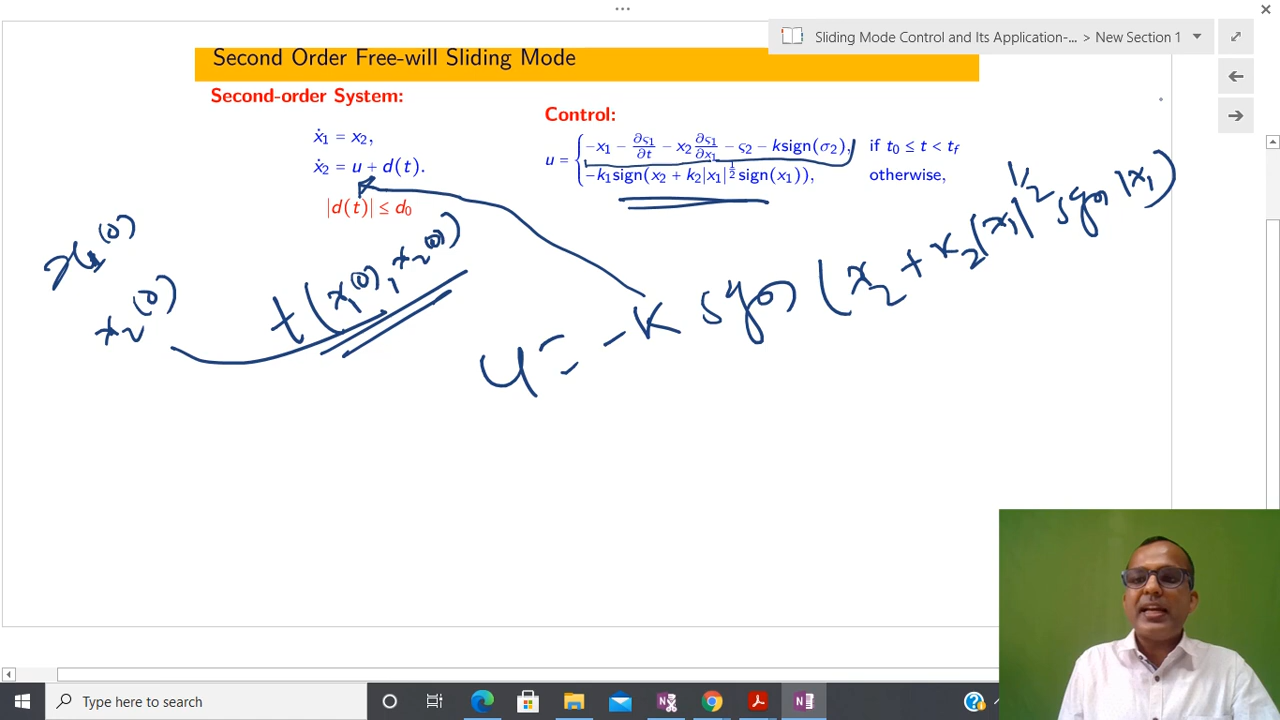 Sliding Mode Control and Its Application-... > New Section 1
Second Order Free-will Sliding Mode
Second-order System:
ẋ₁ = x₂,
ẋ₂ = u + d(t).
|d(t)| ≤ d₀
Control:
u = { −x₁ − ∂ς₁/∂t − x₂ ∂ς₁/∂x₁ − ς₂ − ksign(σ₂), if t₀ ≤ t < t_f
−k₁sign(x₂ + k₂|x₁|^½ sign(x₁)), otherwise,
x₁(0)
x₂(0)
t(x₁(0), x₂(0))
u = −K sgn (x₂ + K₂|x₁|^1/2 sgn |x₁)
Type here to search